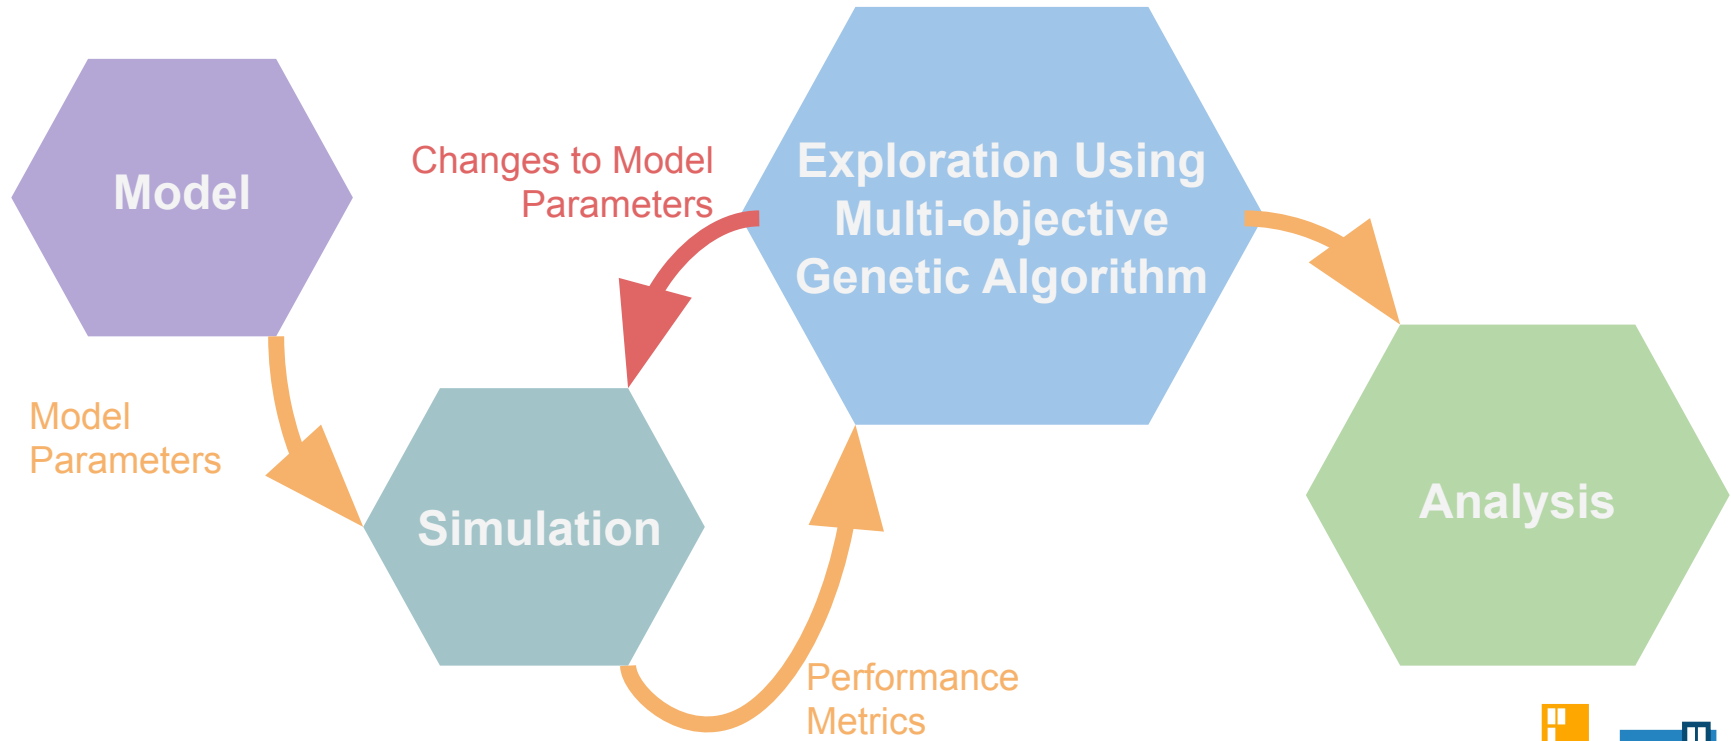 Model
Changes to Model
Parameters
Exploration Using
Multi-objective
Genetic Algorithm
Model
Parameters
Simulation
Analysis
Performance
Metrics